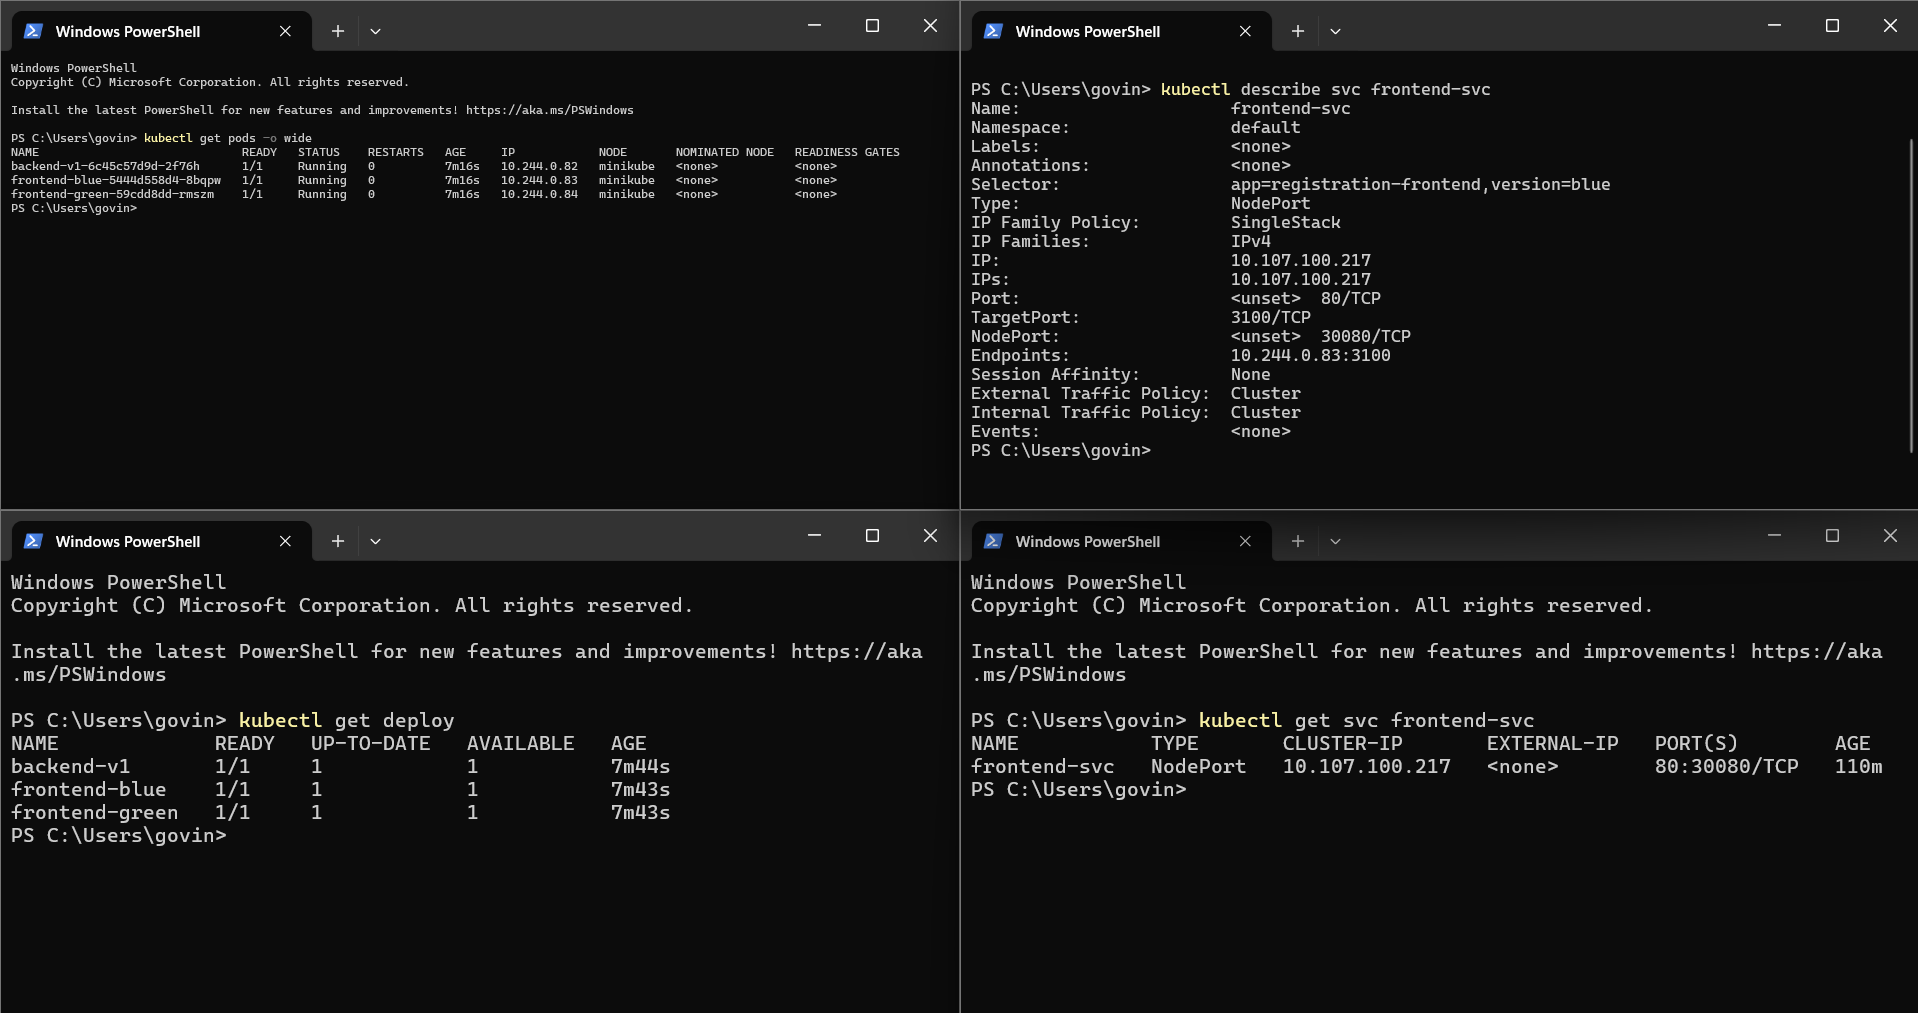 Windows PowerShell
Windows PowerShell
Copyright (C) Microsoft Corporation. All rights reserved.
Install the latest PowerShell for new features and improvements! https://aka.ms/PSWindows
PS C:\Users\govin> kubectl get pods -o wide
NAME READY STATUS RESTARTS AGE IP NODE NOMINATED NODE READINESS GATES
backend-v1-6c45c57d9d-2f76h 1/1 Running 0 7m16s 10.244.0.82 minikube <none> <none>
frontend-blue-5444d558d4-8bqpw 1/1 Running 0 7m16s 10.244.0.83 minikube <none> <none>
frontend-green-59cdd8dd-rmszm 1/1 Running 0 7m16s 10.244.0.84 minikube <none> <none>
PS C:\Users\govin>
Windows PowerShell
PS C:\Users\govin> kubectl describe svc frontend-svc
Name: frontend-svc
Namespace: default
Labels: <none>
Annotations: <none>
Selector: app=registration-frontend,version=blue
Type: NodePort
IP Family Policy: SingleStack
IP Families: IPv4
IP: 10.107.100.217
IPs: 10.107.100.217
Port: <unset> 80/TCP
TargetPort: 3100/TCP
NodePort: <unset> 30080/TCP
Endpoints: 10.244.0.83:3100
Session Affinity: None
External Traffic Policy: Cluster
Internal Traffic Policy: Cluster
Events: <none>
PS C:\Users\govin>
Windows PowerShell
Windows PowerShell
Copyright (C) Microsoft Corporation. All rights reserved.
Install the latest PowerShell for new features and improvements! https://aka
.ms/PSWindows
PS C:\Users\govin> kubectl get deploy
NAME READY UP-TO-DATE AVAILABLE AGE
backend-v1 1/1 1 1 7m44s
frontend-blue 1/1 1 1 7m43s
frontend-green 1/1 1 1 7m43s
PS C:\Users\govin>
Windows PowerShell
Windows PowerShell
Copyright (C) Microsoft Corporation. All rights reserved.
Install the latest PowerShell for new features and improvements! https://aka
.ms/PSWindows
PS C:\Users\govin> kubectl get svc frontend-svc
NAME TYPE CLUSTER-IP EXTERNAL-IP PORT(S) AGE
frontend-svc NodePort 10.107.100.217 <none> 80:30080/TCP 110m
PS C:\Users\govin>